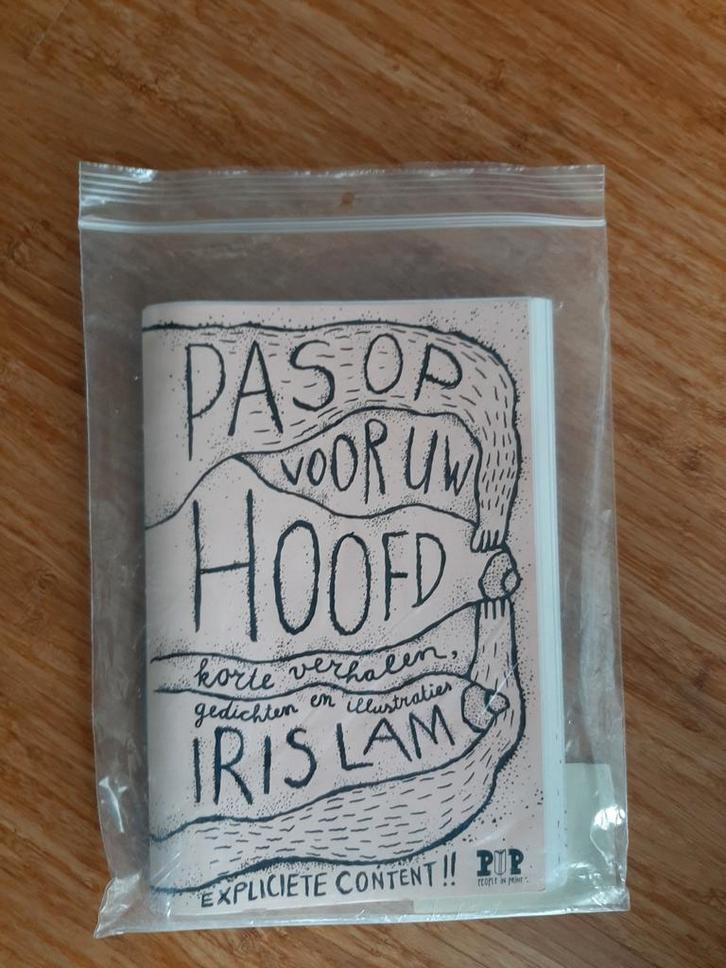 PAS OP
VOOR UW
HOOFD
korte verhalen,
gedichten en illustraties
IRIS LAM
EXPLICIETE CONTENT!!
PUP
PEOPLE IN PRINT